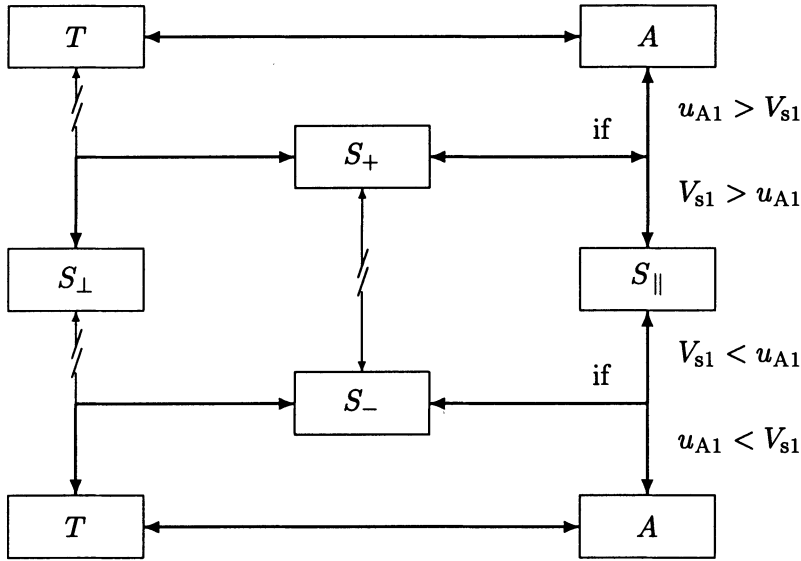 T A
u_A1 > V_s1
if
S_+
V_s1 > u_A1
S_⊥ S_∥
V_s1 < u_A1
if
S_−
u_A1 < V_s1
T A